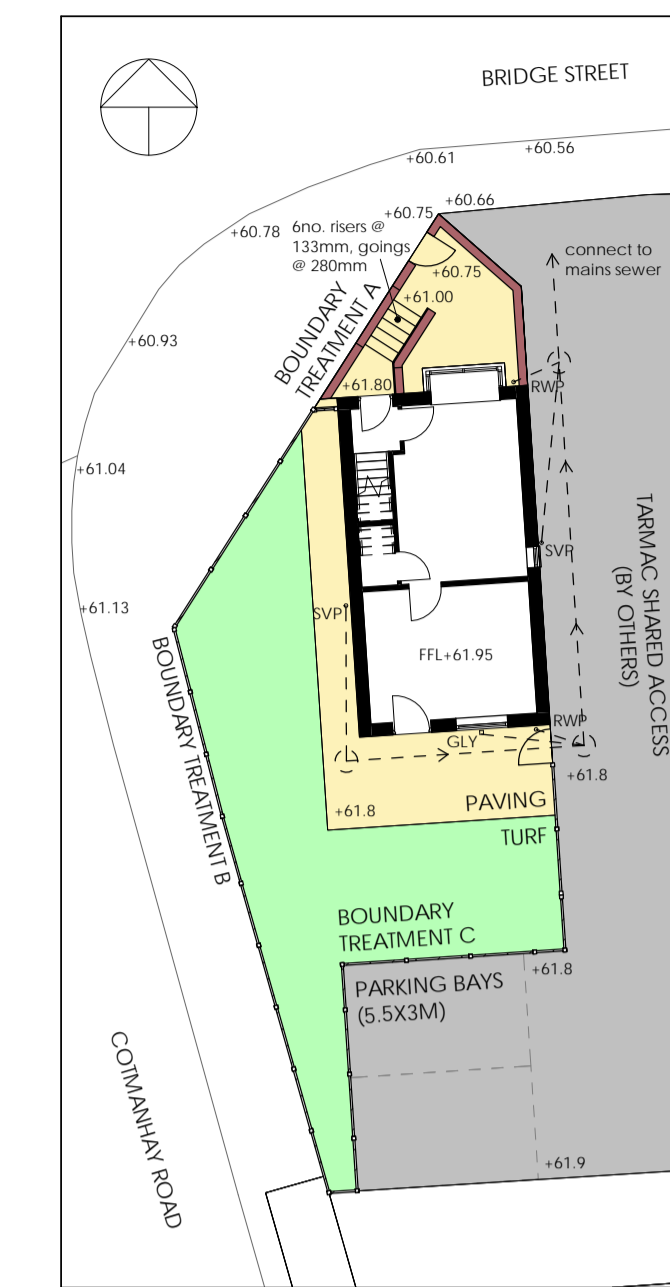 BRIDGE STREET
+60.56
+60.61
+60.66
+60.75
+60.78
6no. risers @
133mm, goings
@ 280mm
connect to
mains sewer
+60.75
+61.00
+60.93
BOUNDARY
TREATMENT A
+61.80
RWP
+61.04
SVP
TARMAC SHARED ACCESS
(BY OTHERS)
+61.13
SVP
FFL+61.95
BOUNDARY TREATMENT B
RWP
GLY
+61.8
+61.8
PAVING
TURF
BOUNDARY
TREATMENT C
+61.8
PARKING BAYS
(5.5X3M)
COTMANHAY ROAD
+61.9